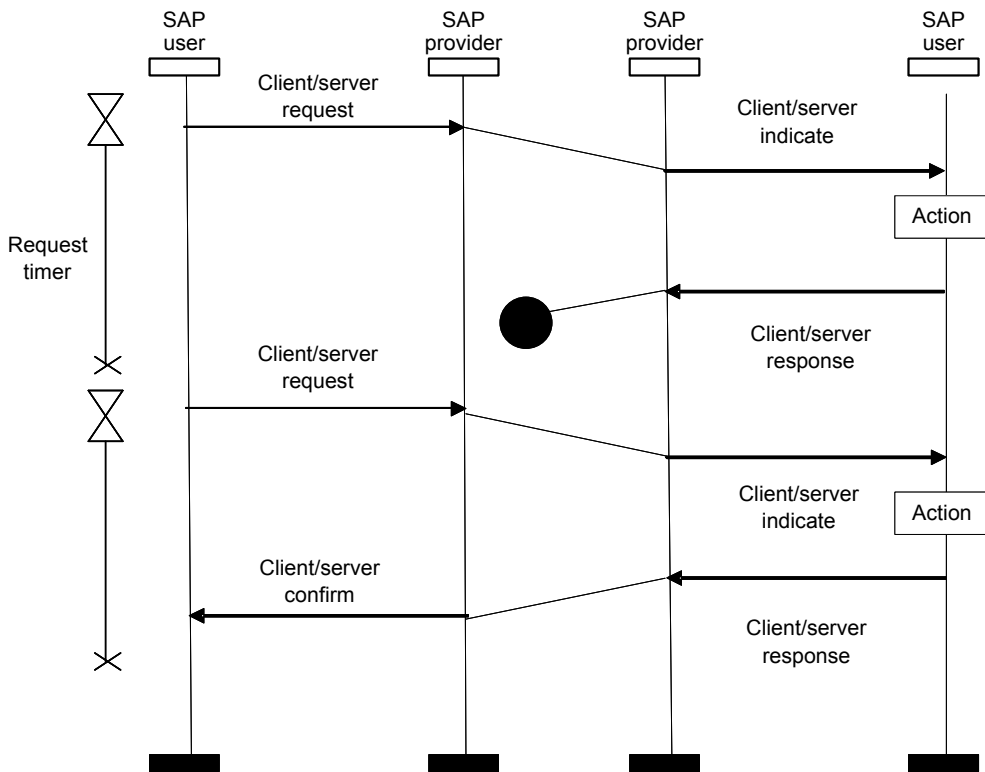 SAP
user
SAP
provider
SAP
provider
SAP
user
Client/server
request
Client/server
indicate
Action
Request
timer
Client/server
response
Client/server
request
Client/server
indicate
Action
Client/server
confirm
Client/server
response